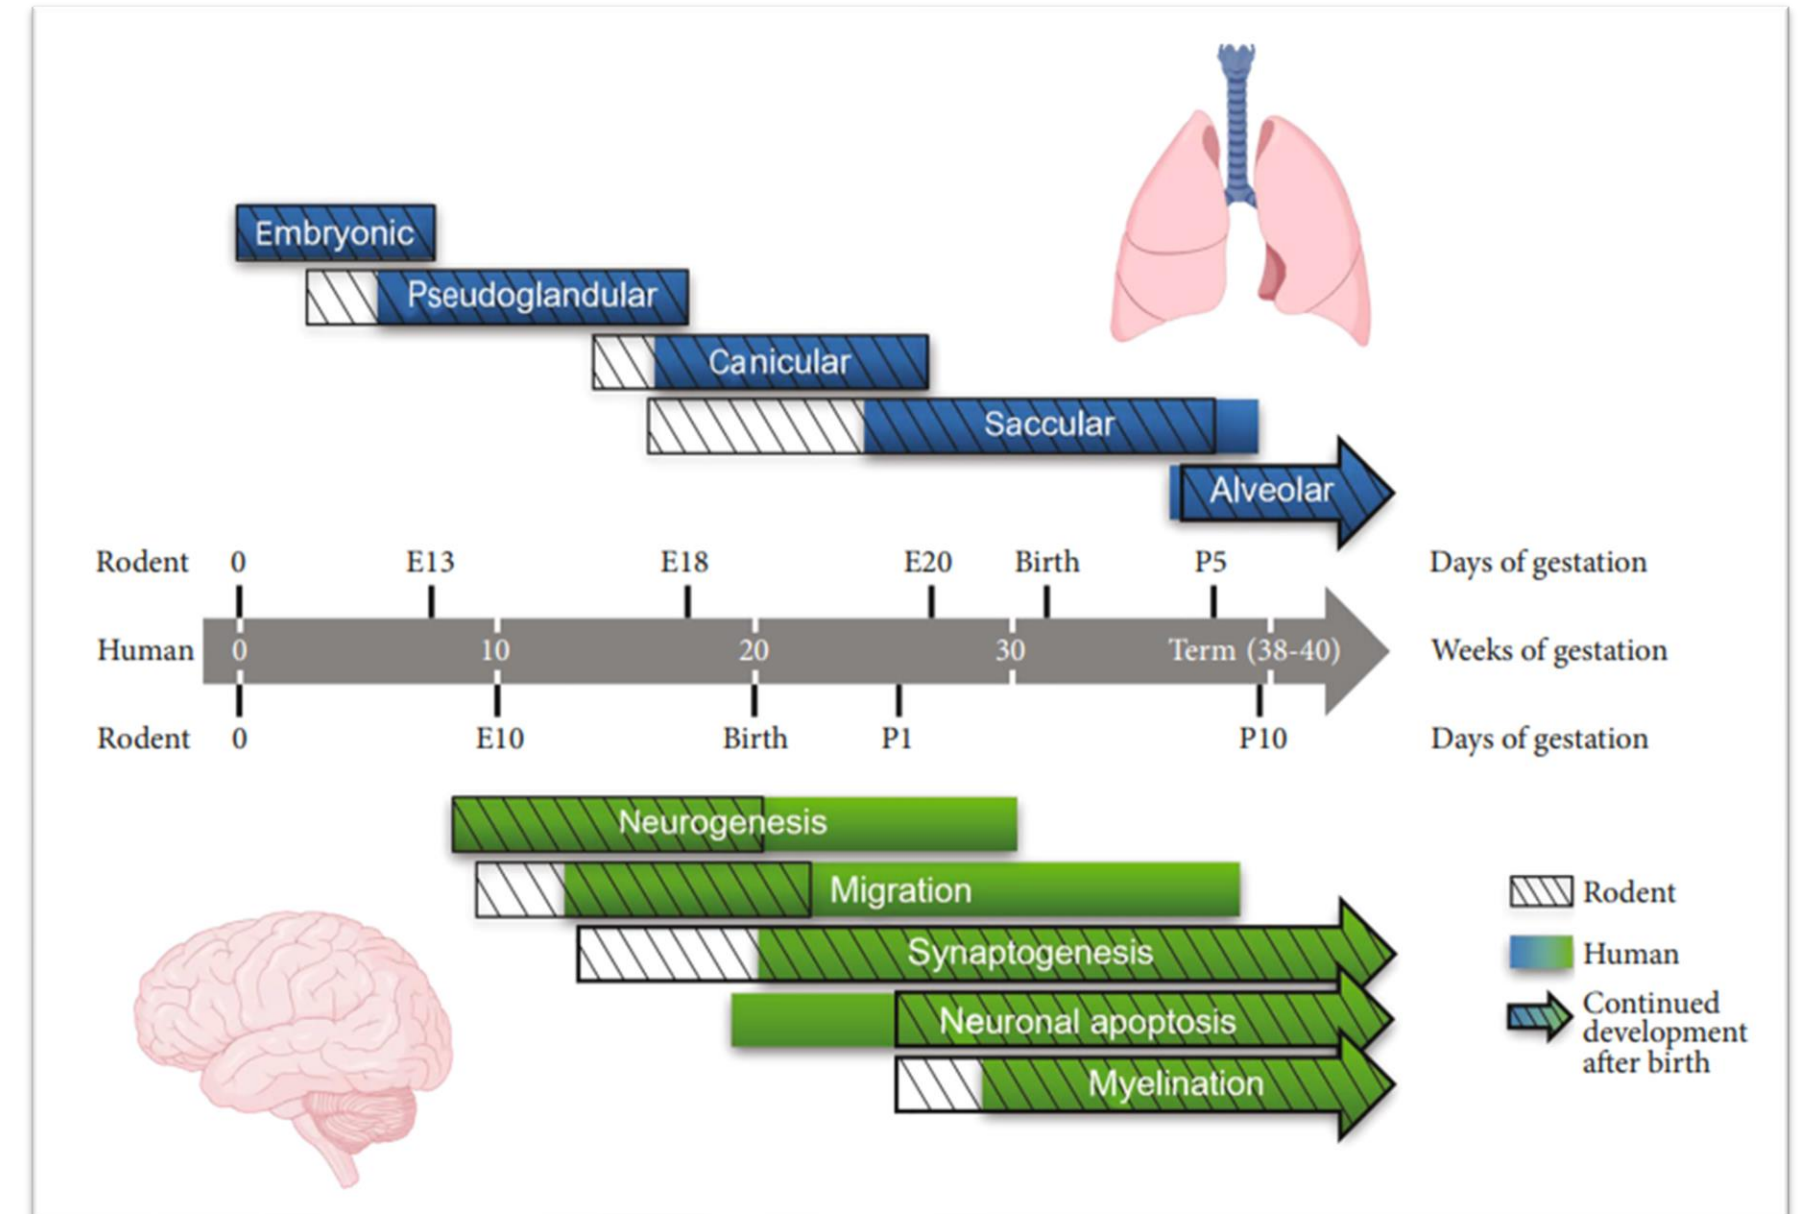 Embryonic
Pseudoglandular
Canicular
Saccular
Alveolar
Rodent 0 E13 E18 E20 Birth P5 Days of gestation
Human 0 10 20 30 Term (38-40) Weeks of gestation
Rodent 0 E10 Birth P1 P10 Days of gestation
Neurogenesis
Migration
Synaptogenesis
Neuronal apoptosis
Myelination
Rodent
Human
Continued
development
after birth